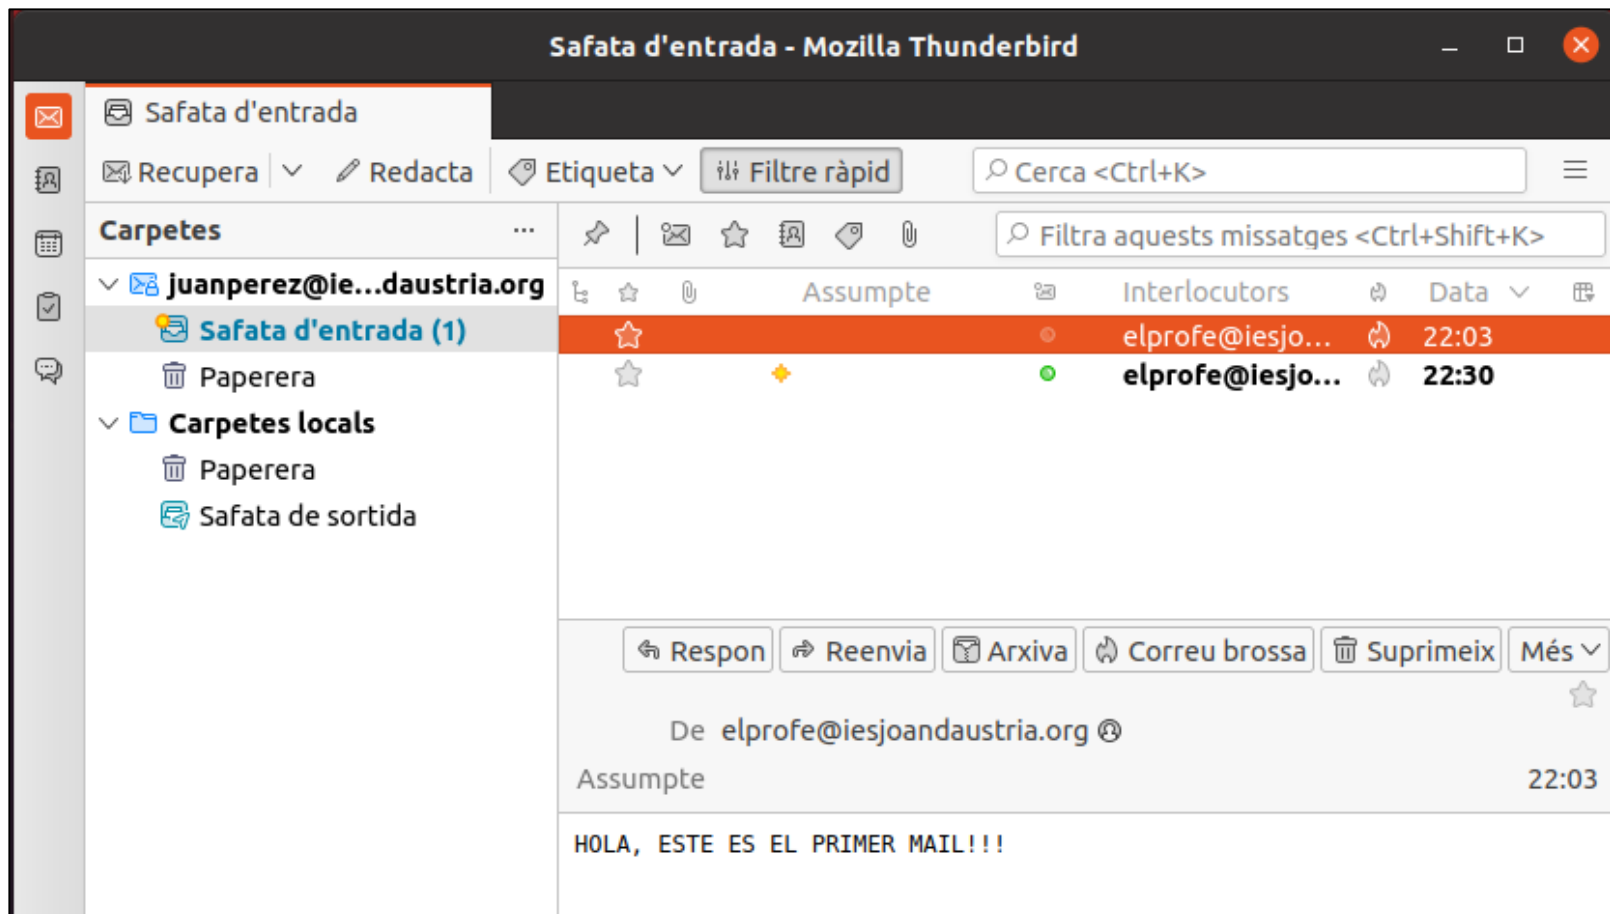 Safata d'entrada - Mozilla Thunderbird
Safata d'entrada
Recupera Redacta Etiqueta Filtre ràpid Cerca <Ctrl+K>
Carpetes ... Filtra aquests missatges <Ctrl+Shift+K>
juanperez@ie...daustria.org Assumpte Interlocutors Data
Safata d'entrada (1) elprofe@iesjo... 22:03
Paperera elprofe@iesjo... 22:30
Carpetes locals
Paperera
Safata de sortida
Respon Reenvia Arxiva Correu brossa Suprimeix Més
De elprofe@iesjoandaustria.org
Assumpte 22:03
HOLA, ESTE ES EL PRIMER MAIL!!!